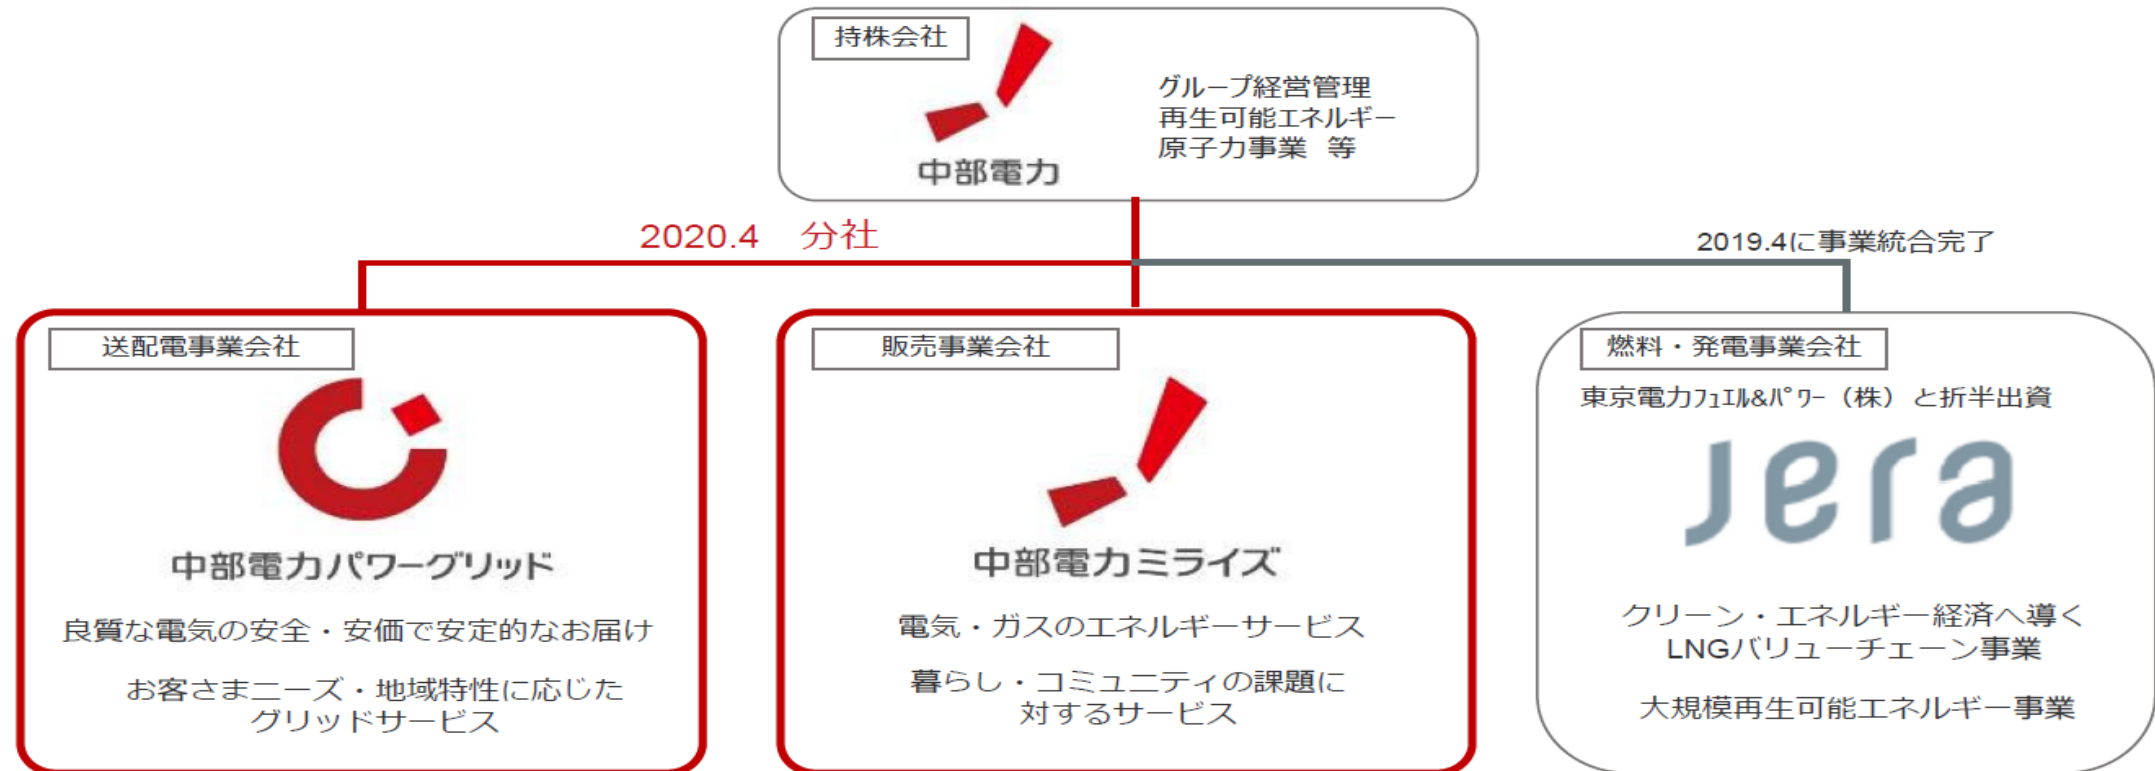 持株会社
中部電力
グループ経営管理
再生可能エネルギー
原子力事業 等
2020.4 分社
2019.4に事業統合完了
送配電事業会社
中部電力パワーグリッド
良質な電気の安全・安価で安定的なお届け
お客さまニーズ・地域特性に応じた
グリッドサービス
販売事業会社
中部電力ミライズ
電気・ガスのエネルギーサービス
暮らし・コミュニティの課題に
対するサービス
燃料・発電事業会社
東京電力ﾌｭｴﾙ&ﾊﾟﾜｰ（株）と折半出資
Jera
クリーン・エネルギー経済へ導く
LNGバリューチェーン事業
大規模再生可能エネルギー事業